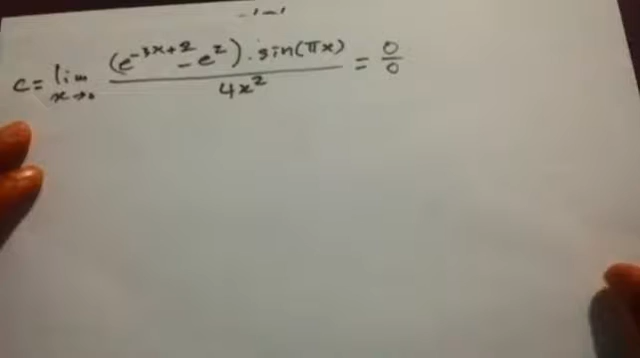 c = lim x→0 (e^{-3x+2} - e^2) · sin(πx) / 4x^2 = 0/0